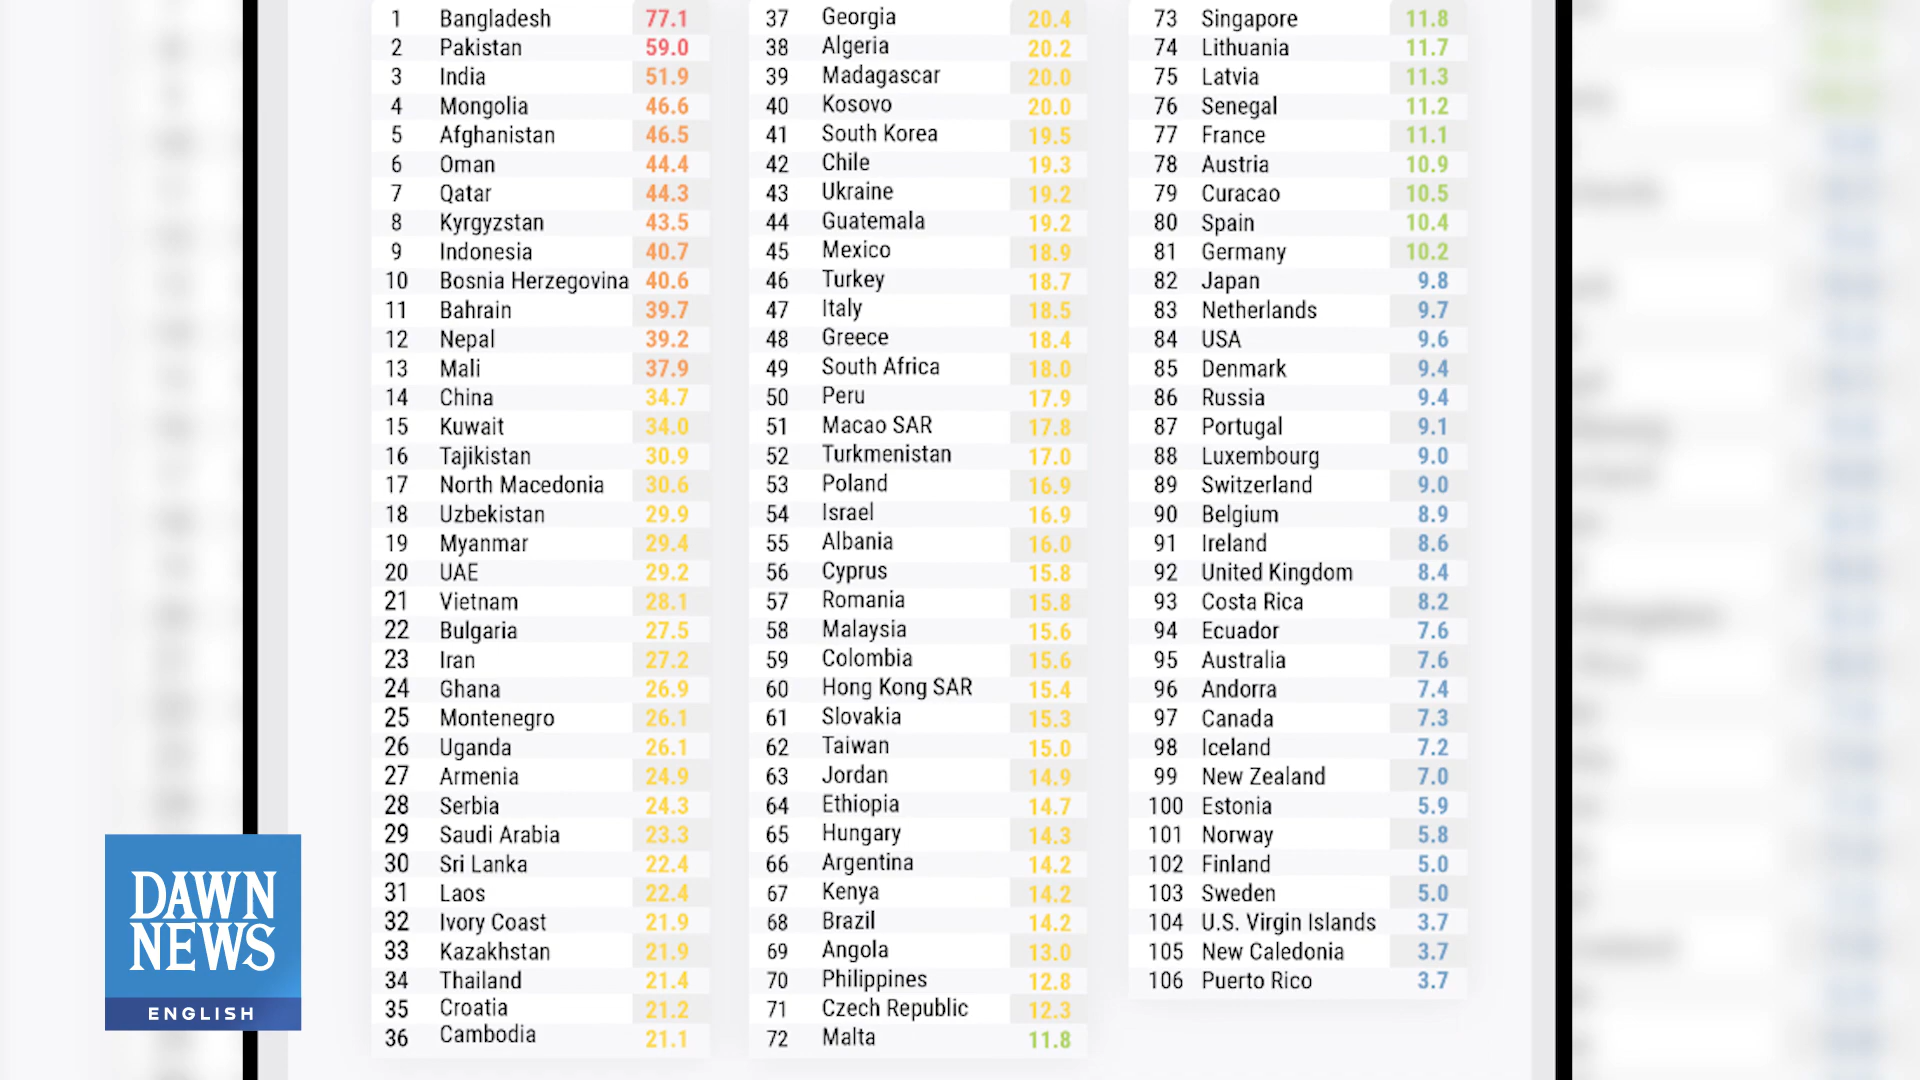 1 Bangladesh 77.1
2 Pakistan 59.0
3 India 51.9
4 Mongolia 46.6
5 Afghanistan 46.5
6 Oman 44.4
7 Qatar 44.3
8 Kyrgyzstan 43.5
9 Indonesia 40.7
10 Bosnia Herzegovina 40.6
11 Bahrain 39.7
12 Nepal 39.2
13 Mali 37.9
14 China 34.7
15 Kuwait 34.0
16 Tajikistan 30.9
17 North Macedonia 30.6
18 Uzbekistan 29.9
19 Myanmar 29.4
20 UAE 29.2
21 Vietnam 28.1
22 Bulgaria 27.5
23 Iran 27.2
24 Ghana 26.9
25 Montenegro 26.1
26 Uganda 26.1
27 Armenia 24.9
28 Serbia 24.3
29 Saudi Arabia 23.3
30 Sri Lanka 22.4
31 Laos 22.4
32 Ivory Coast 21.9
33 Kazakhstan 21.9
34 Thailand 21.4
35 Croatia 21.2
36 Cambodia 21.1
37 Georgia 20.4
38 Algeria 20.2
39 Madagascar 20.0
40 Kosovo 20.0
41 South Korea 19.5
42 Chile 19.3
43 Ukraine 19.2
44 Guatemala 19.2
45 Mexico 18.9
46 Turkey 18.7
47 Italy 18.5
48 Greece 18.4
49 South Africa 18.0
50 Peru 17.9
51 Macao SAR 17.8
52 Turkmenistan 17.0
53 Poland 16.9
54 Israel 16.9
55 Albania 16.0
56 Cyprus 15.8
57 Romania 15.8
58 Malaysia 15.6
59 Colombia 15.6
60 Hong Kong SAR 15.4
61 Slovakia 15.3
62 Taiwan 15.0
63 Jordan 14.9
64 Ethiopia 14.7
65 Hungary 14.3
66 Argentina 14.2
67 Kenya 14.2
68 Brazil 14.2
69 Angola 13.0
70 Philippines 12.8
71 Czech Republic 12.3
72 Malta 11.8
73 Singapore 11.8
74 Lithuania 11.7
75 Latvia 11.3
76 Senegal 11.2
77 France 11.1
78 Austria 10.9
79 Curacao 10.5
80 Spain 10.4
81 Germany 10.2
82 Japan 9.8
83 Netherlands 9.7
84 USA 9.6
85 Denmark 9.4
86 Russia 9.4
87 Portugal 9.1
88 Luxembourg 9.0
89 Switzerland 9.0
90 Belgium 8.9
91 Ireland 8.6
92 United Kingdom 8.4
93 Costa Rica 8.2
94 Ecuador 7.6
95 Australia 7.6
96 Andorra 7.4
97 Canada 7.3
98 Iceland 7.2
99 New Zealand 7.0
100 Estonia 5.9
101 Norway 5.8
102 Finland 5.0
103 Sweden 5.0
104 U.S. Virgin Islands 3.7
105 New Caledonia 3.7
106 Puerto Rico 3.7
DAWN
NEWS
ENGLISH